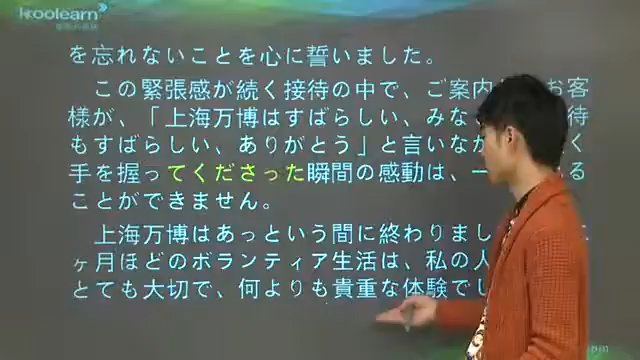 koolearn
を忘れないことを心に誓いました。
この緊張感が続く接待の中で、ご案内 お客
様が、「上海万博はすばらしい、みな 待
もすばらしい、ありがとう」と言いなが く
手を握ってくださった瞬間の感動は、一 る
ことができません。
上海万博はあっという間に終わりまし
ヶ月ほどのボランティア生活は、私の人
とても大切で、何よりも貴重な体験でし